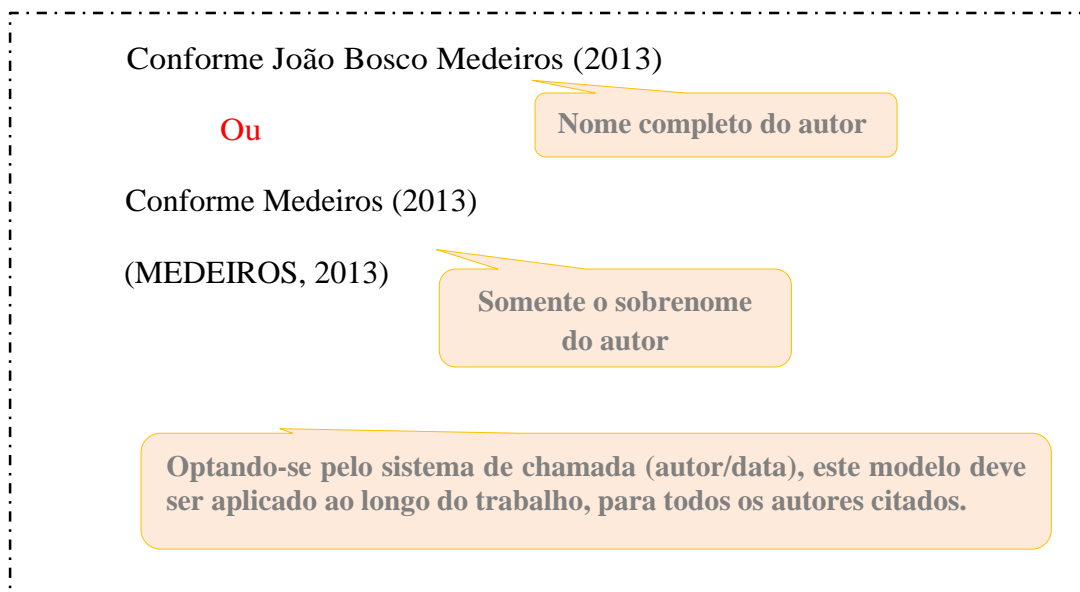 Conforme João Bosco Medeiros (2013)
Nome completo do autor
Ou
Conforme Medeiros (2013)
(MEDEIROS, 2013)
Somente o sobrenome
do autor
Optando-se pelo sistema de chamada (autor/data), este modelo deve
ser aplicado ao longo do trabalho, para todos os autores citados.